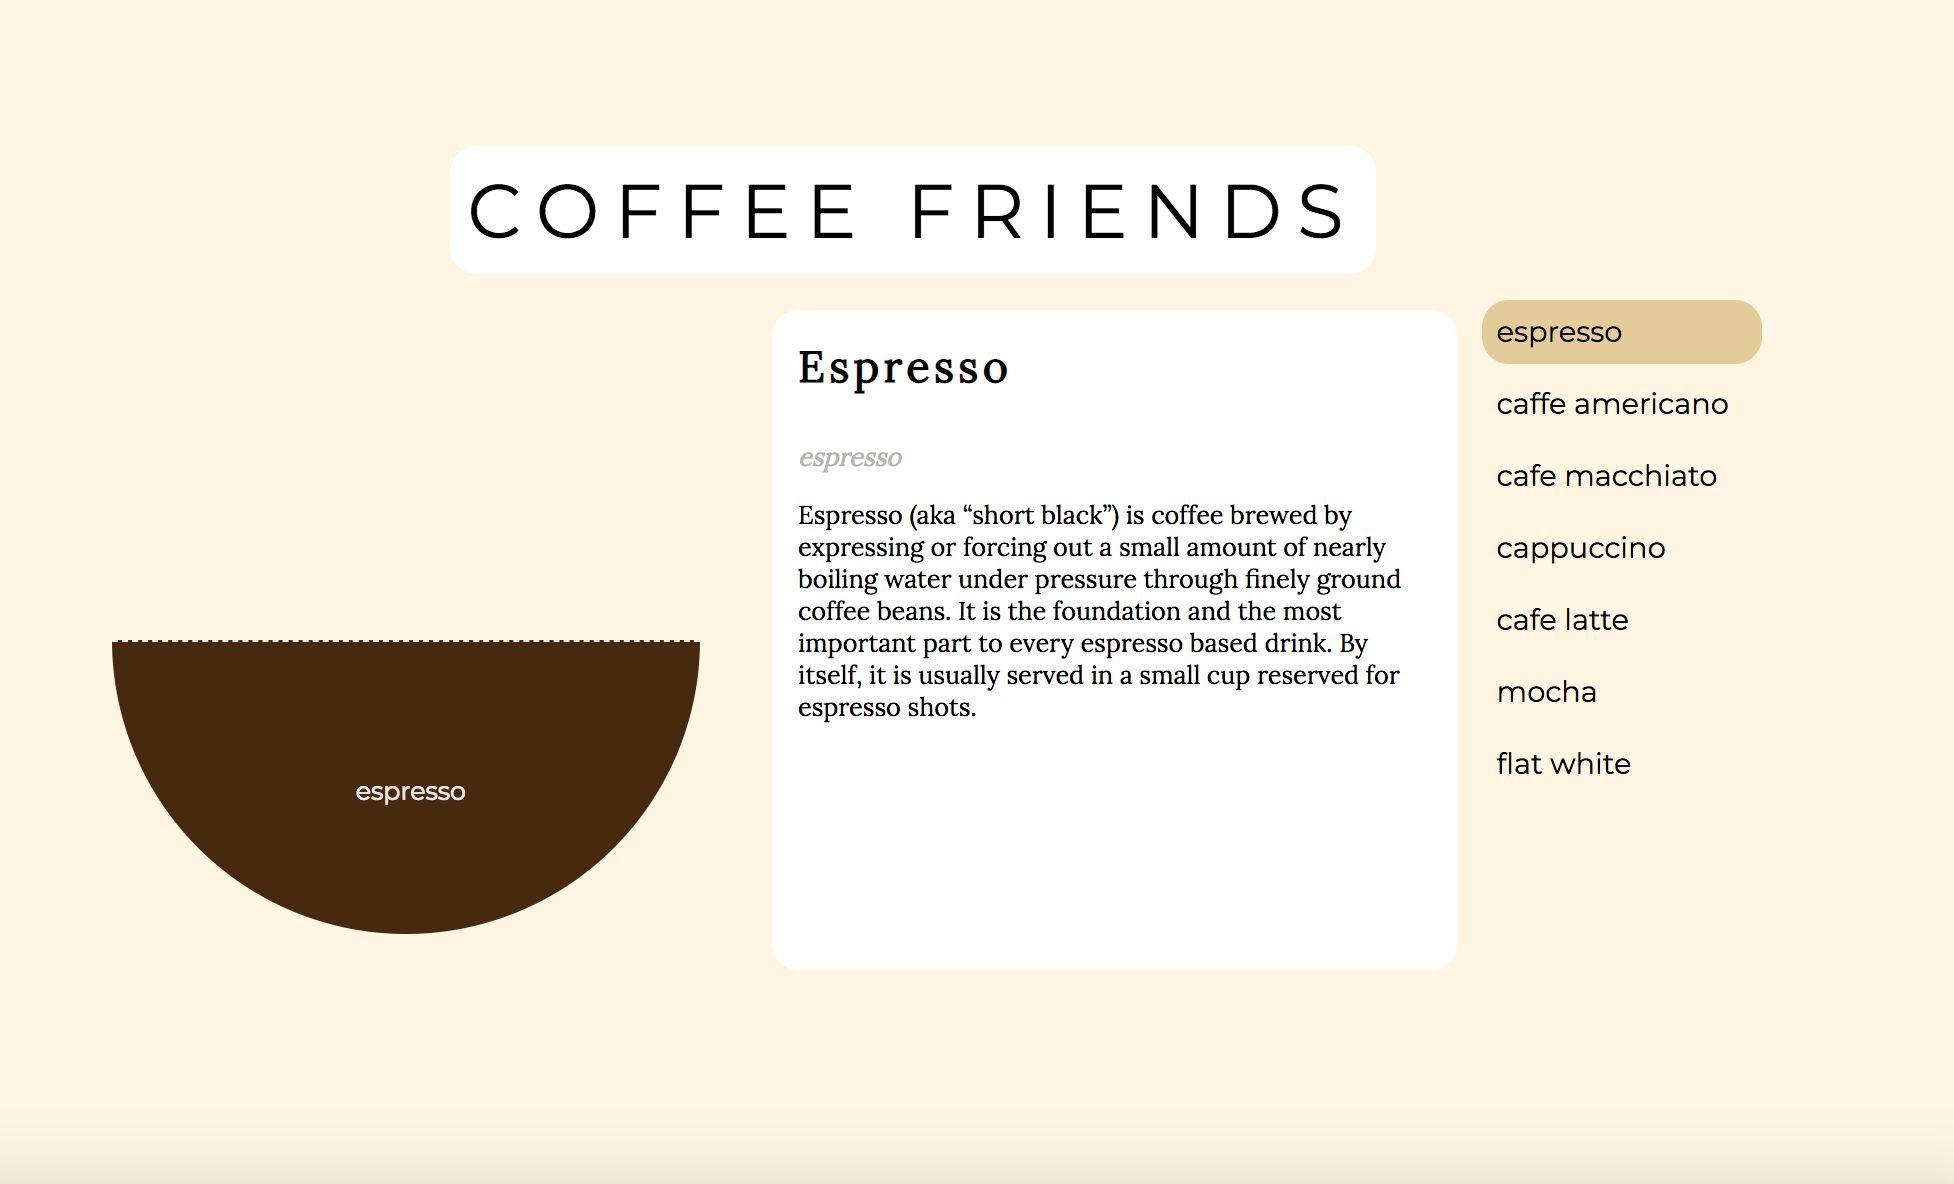 COFFEE FRIENDS
Espresso
espresso
Espresso (aka “short black”) is coffee brewed by
expressing or forcing out a small amount of nearly
boiling water under pressure through finely ground
coffee beans. It is the foundation and the most
important part to every espresso based drink. By
itself, it is usually served in a small cup reserved for
espresso shots.
espresso
espresso
caffe americano
cafe macchiato
cappuccino
cafe latte
mocha
flat white